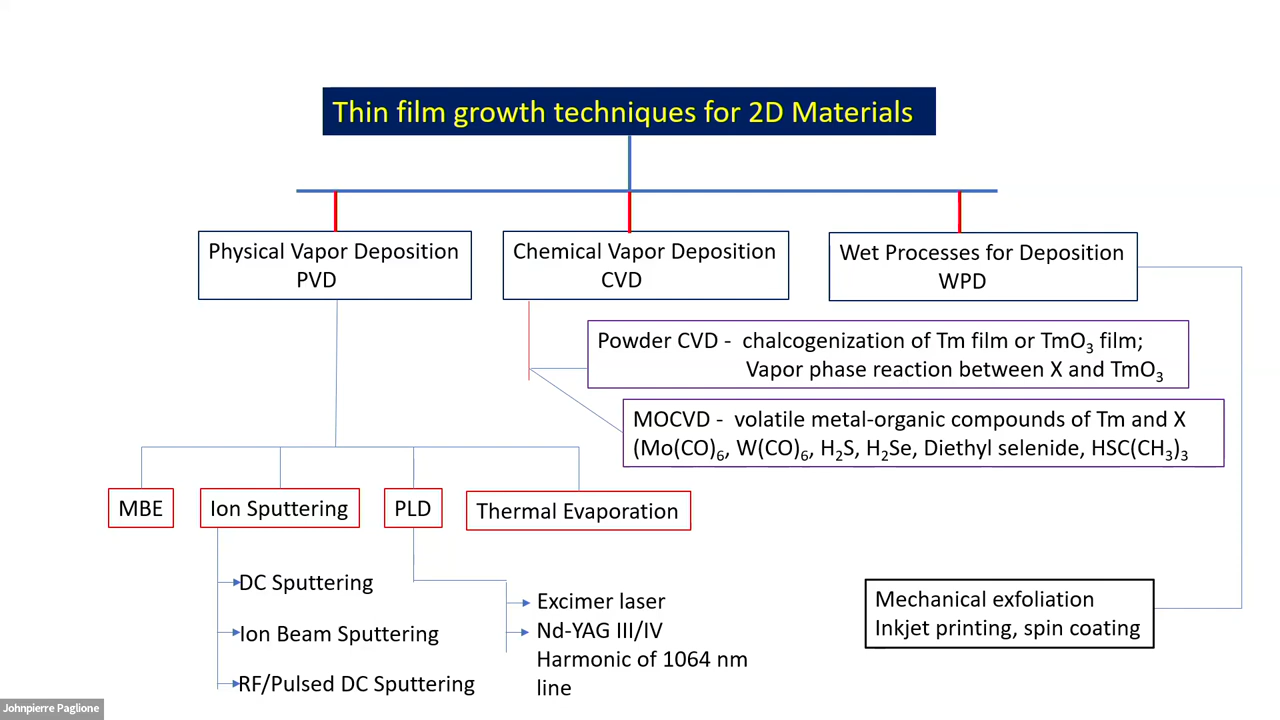 Thin film growth techniques for 2D Materials
Physical Vapor Deposition
PVD
Chemical Vapor Deposition
CVD
Wet Processes for Deposition
WPD
Powder CVD - chalcogenization of Tm film or TmO₃ film;
Vapor phase reaction between X and TmO₃
MOCVD - volatile metal-organic compounds of Tm and X
(Mo(CO)₆, W(CO)₆, H₂S, H₂Se, Diethyl selenide, HSC(CH₃)₃
MBE
Ion Sputtering
PLD
Thermal Evaporation
DC Sputtering
Ion Beam Sputtering
RF/Pulsed DC Sputtering
Excimer laser
Nd-YAG III/IV
Harmonic of 1064 nm
line
Mechanical exfoliation
Inkjet printing, spin coating
Johnpierre Paglione